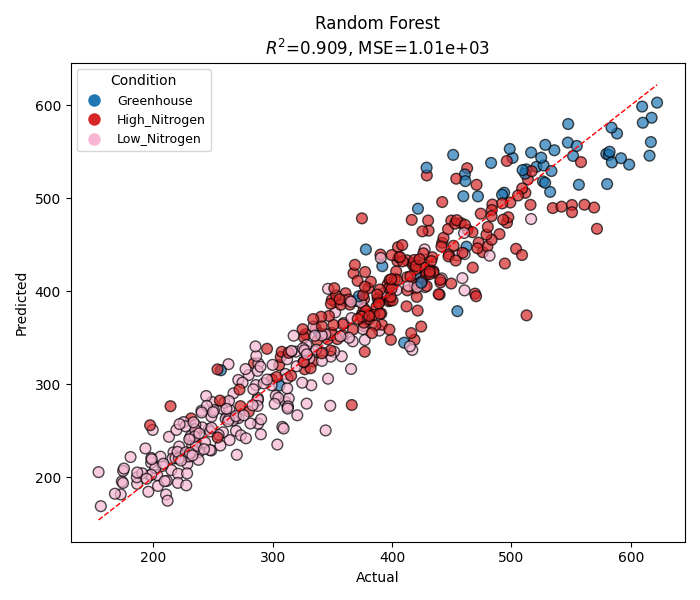 Random Forest
R²=0.909, MSE=1.01e+03
Condition
Greenhouse
High_Nitrogen
Low_Nitrogen
Predicted
600
500
400
300
200
200 300 400 500 600
Actual